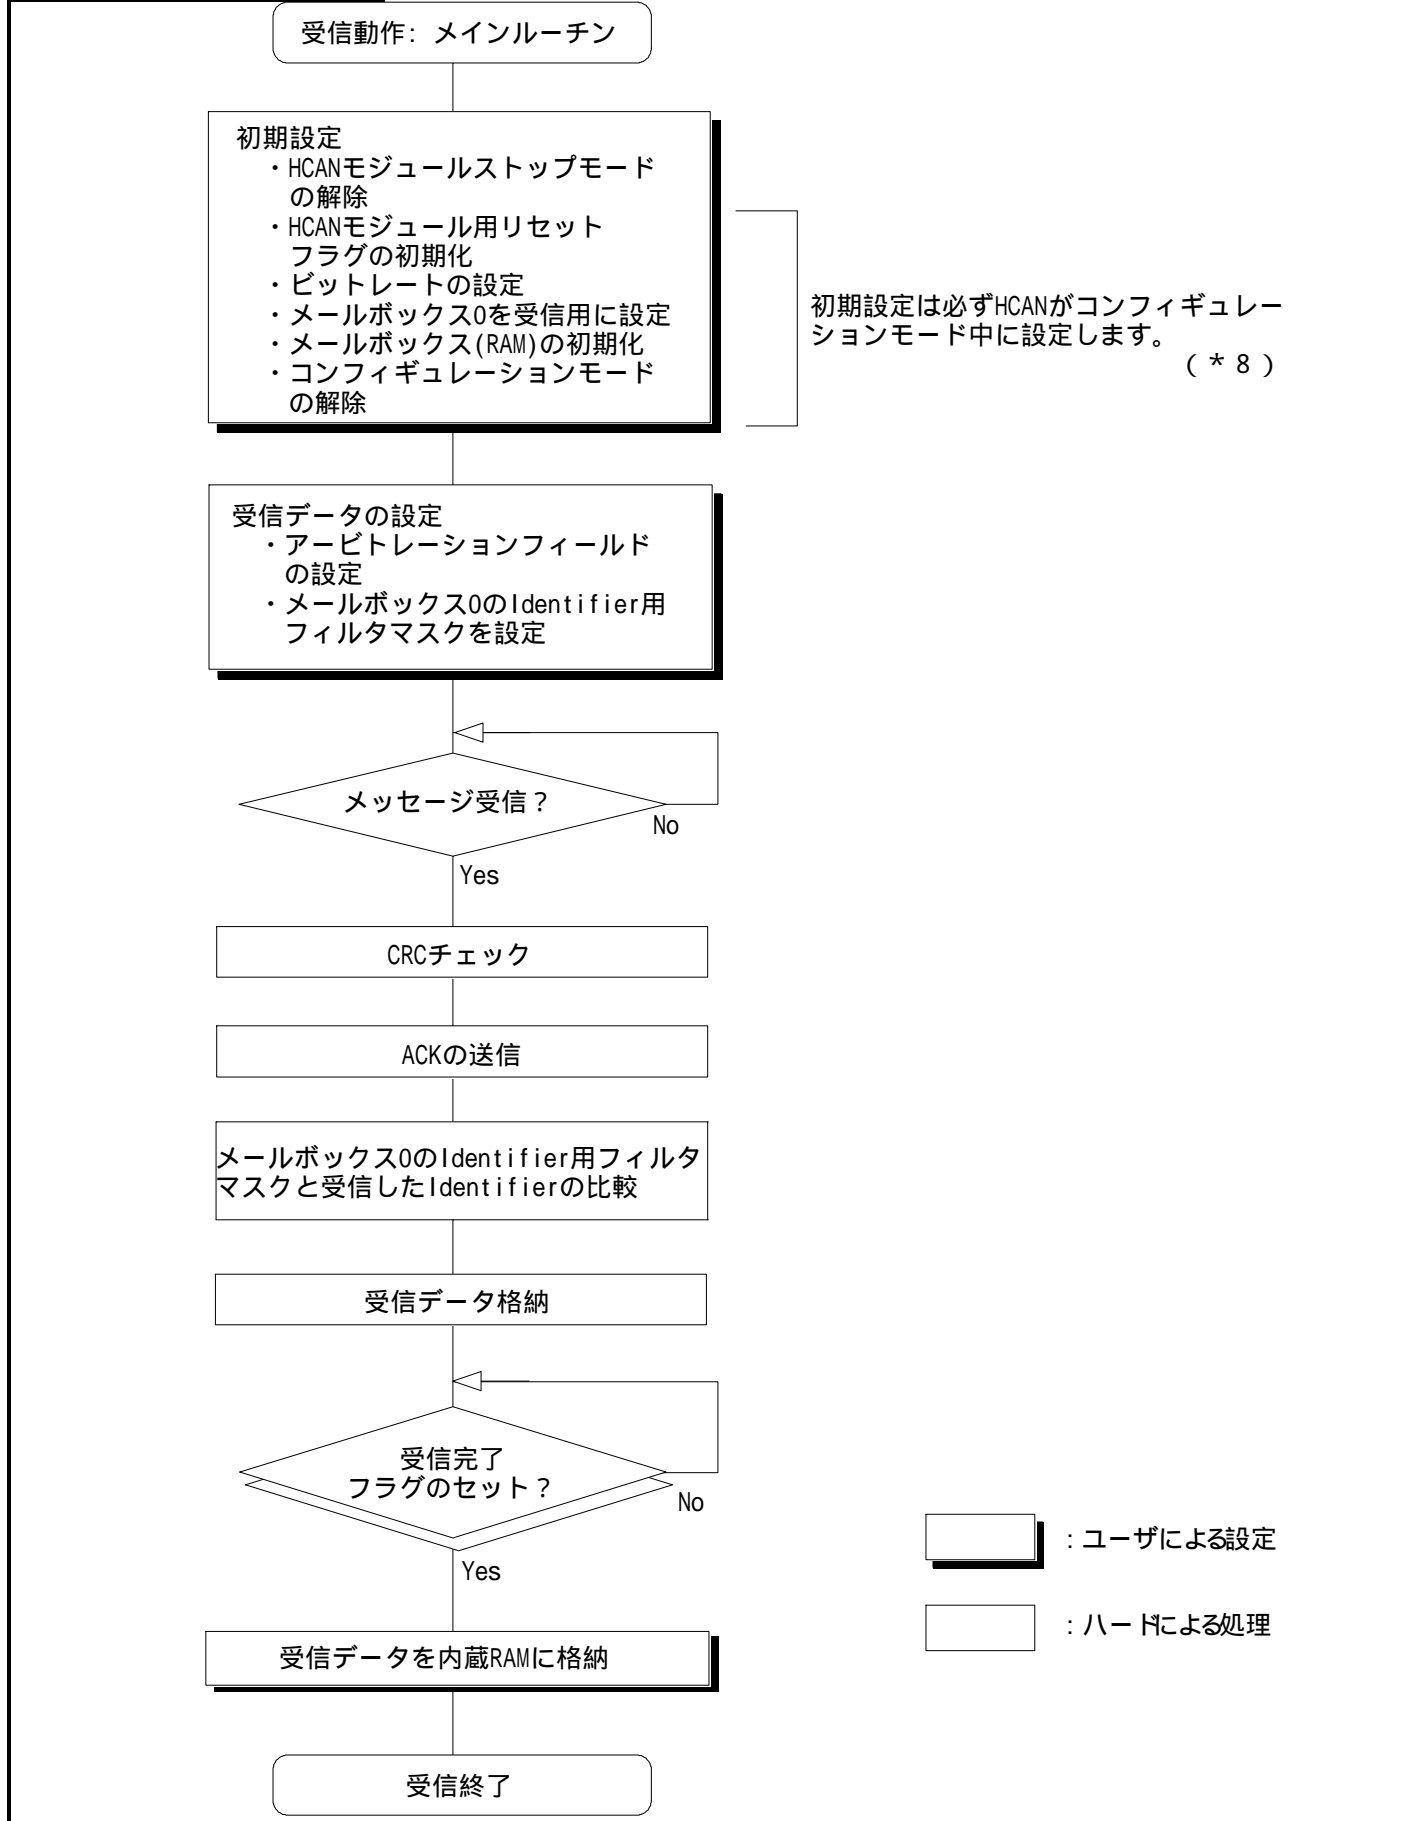 受信動作: メインルーチン
初期設定
・HCANモジュールストップモード
の解除
・HCANモジュール用リセット
フラグの初期化
・ビットレートの設定
・メールボックス0を受信用に設定
・メールボックス(RAM)の初期化
・コンフィギュレーションモード
の解除
初期設定は必ずHCANがコンフィギュレー
ションモード中に設定します。
(*8)
受信データの設定
・アービトレーションフィールド
の設定
・メールボックス0のIdentifier用
フィルタマスクを設定
メッセージ受信?
No
Yes
CRCチェック
ACKの送信
メールボックス0のIdentifier用フィルタ
マスクと受信したIdentifierの比較
受信データ格納
受信完了
フラグのセット?
No
Yes
:ユーザによる設定
:ハードによる処理
受信データを内蔵RAMに格納
受信終了